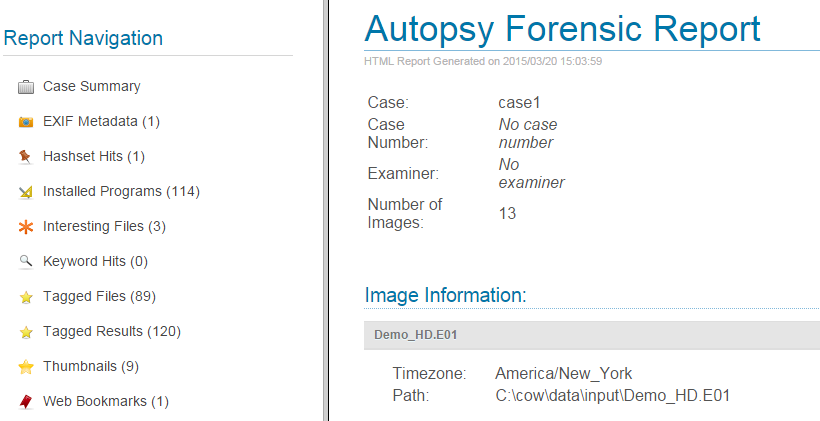 Report Navigation
Case Summary
EXIF Metadata (1)
Hashset Hits (1)
Installed Programs (114)
Interesting Files (3)
Keyword Hits (0)
Tagged Files (89)
Tagged Results (120)
Thumbnails (9)
Web Bookmarks (1)
Autopsy Forensic Report
HTML Report Generated on 2015/03/20 15:03:59
Case: case1
Case No case
Number: number
Examiner: No
examiner
Number of
Images: 13
Image Information:
Demo_HD.E01
Timezone: America/New_York
Path: C:\cow\data\input\Demo_HD.E01